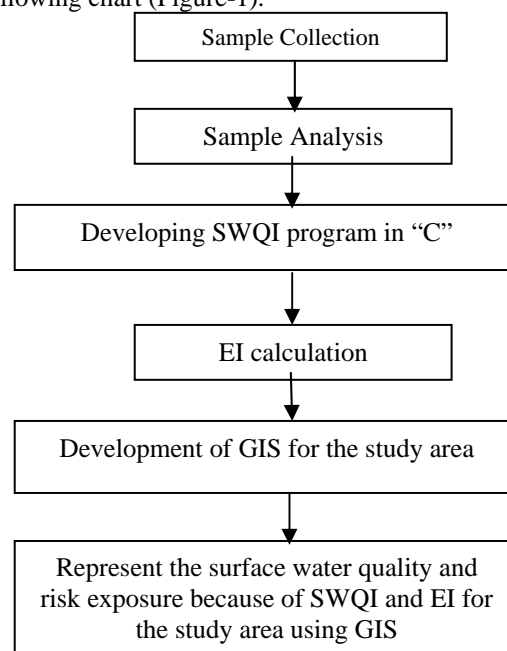 lowing chart (Figure-1).
Sample Collection
Sample Analysis
Developing SWQI program in “C”
EI calculation
Development of GIS for the study area
Represent the surface water quality and
risk exposure because of SWQI and EI for
the study area using GIS